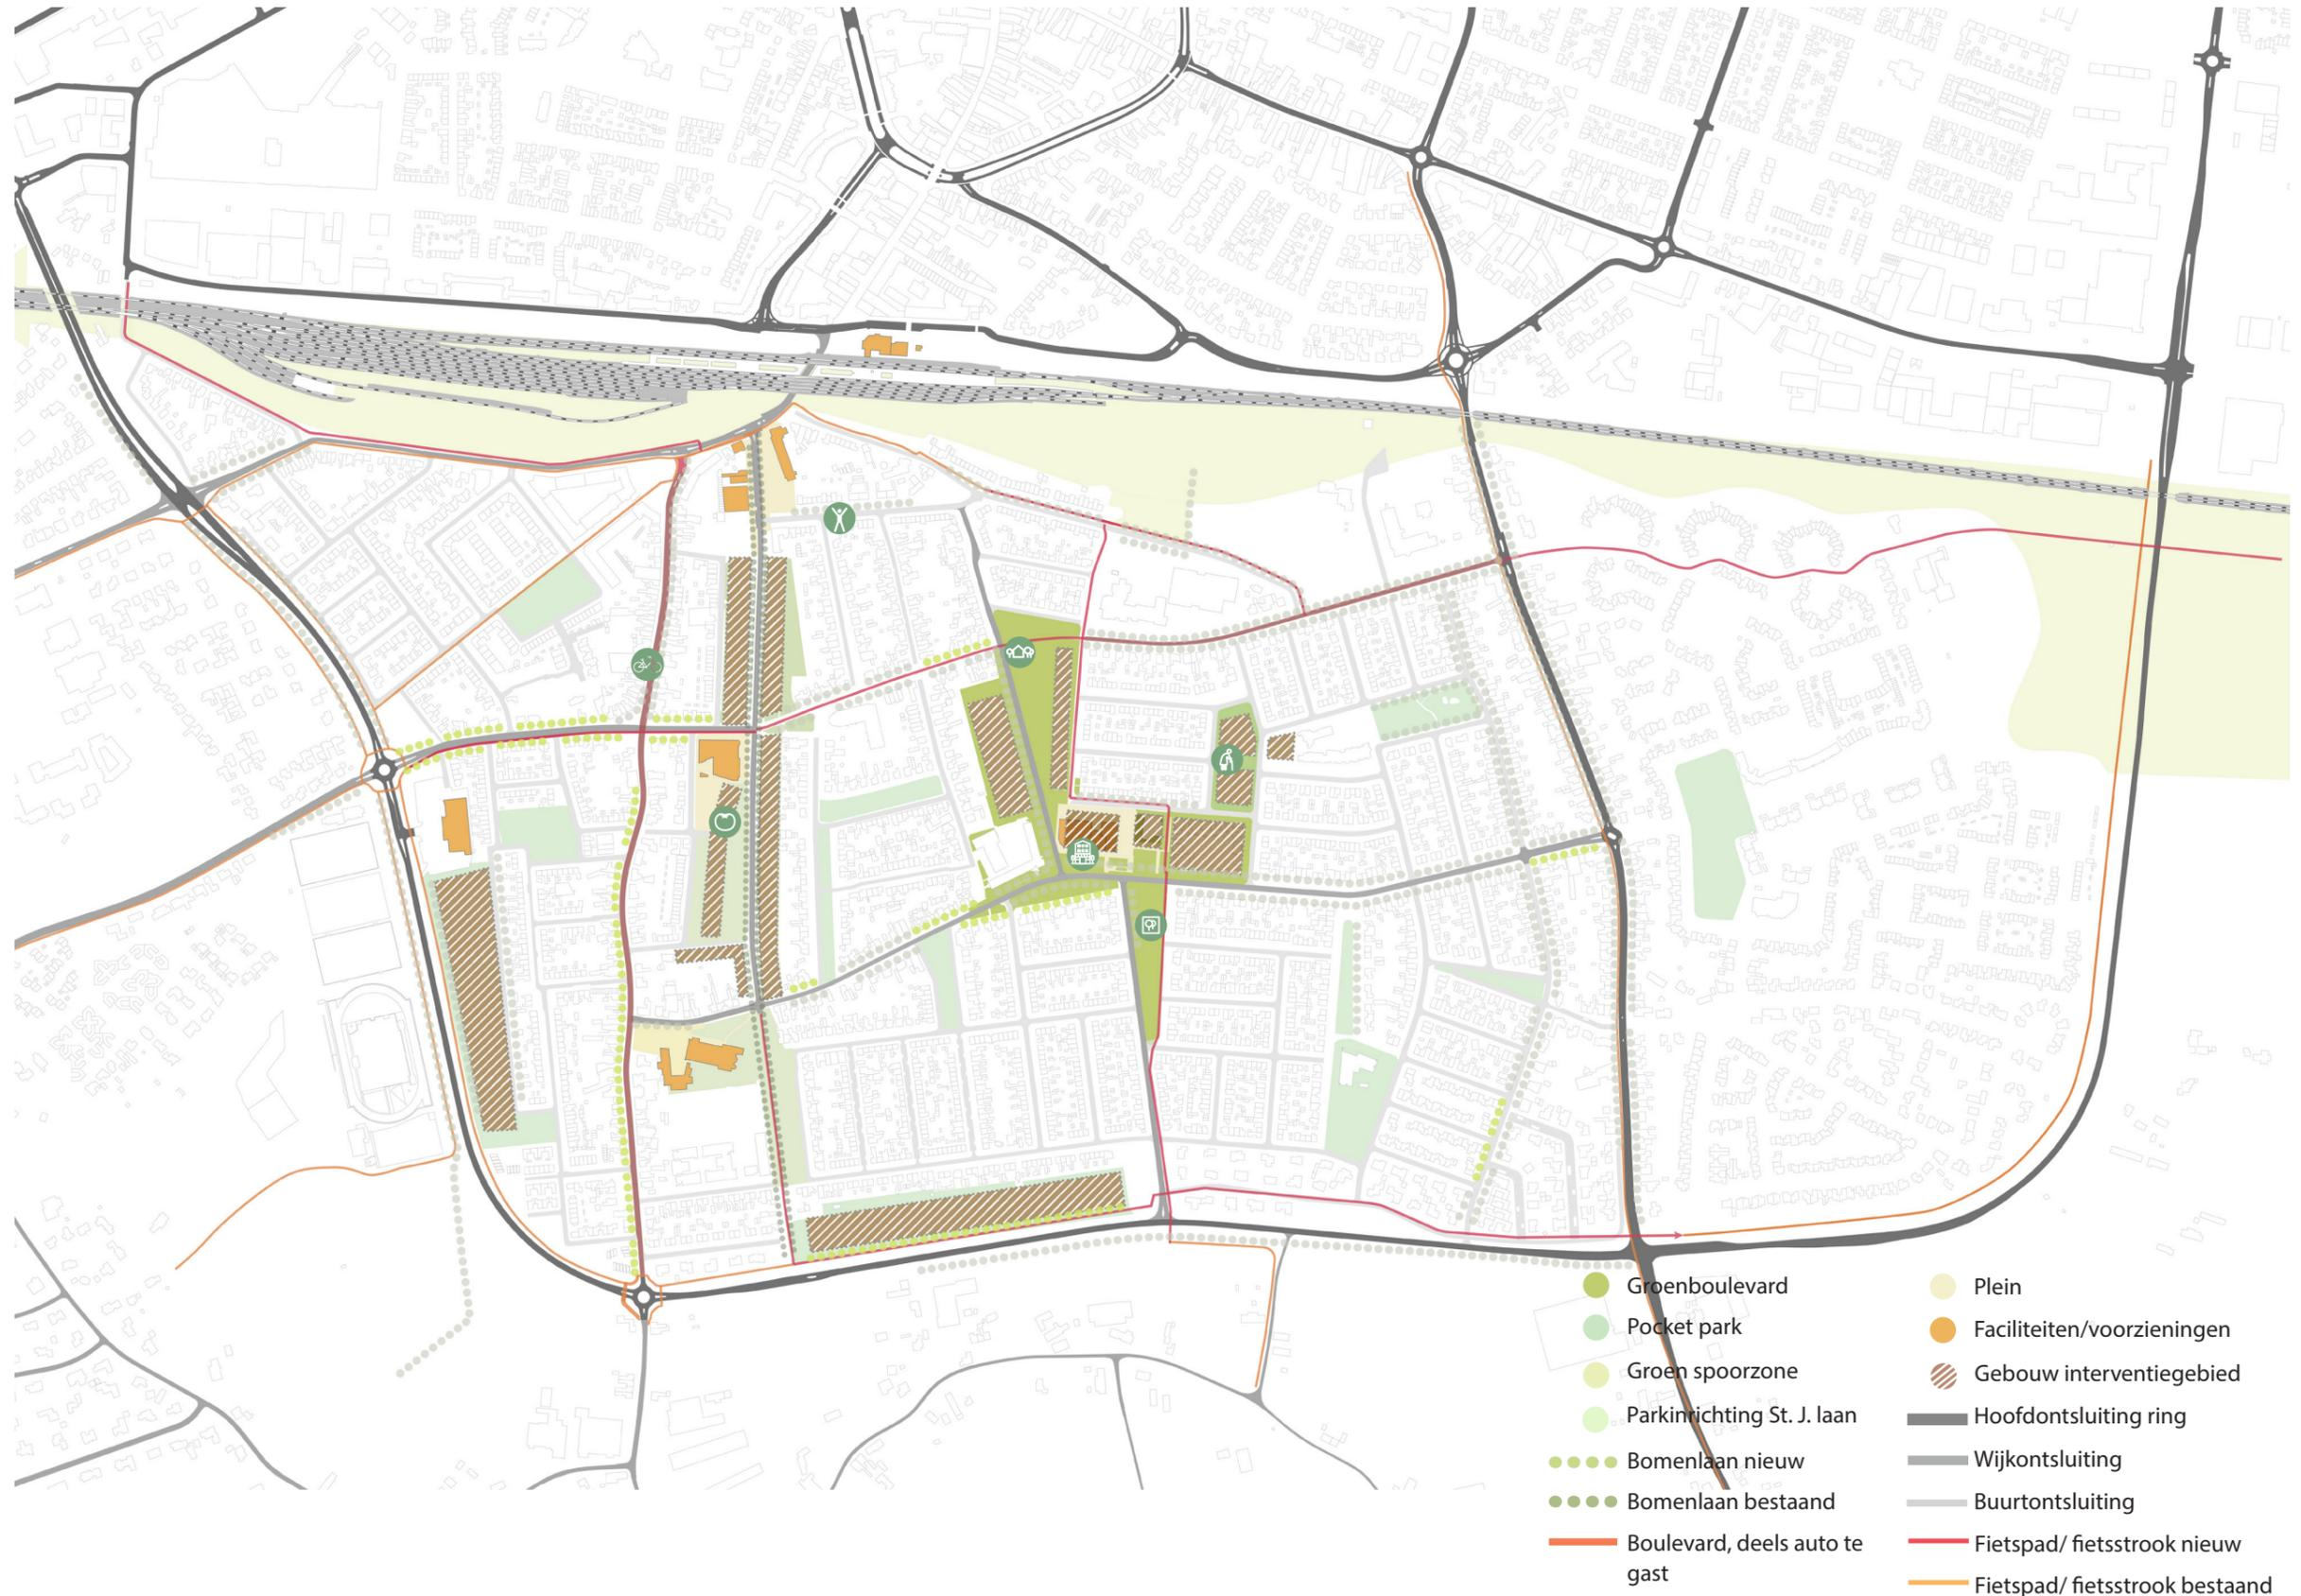 Groenboulevard
Pocket park
Groen spoorzone
Parkinrichting St. J. laan
Bomenlaan nieuw
Bomenlaan bestaand
Boulevard, deels auto te
gast
Plein
Faciliteiten/voorzieningen
Gebouw interventiegebied
Hoofdontsluiting ring
Wijkontsluiting
Buurtontsluiting
Fietspad/ fietsstrook nieuw
Fietspad/ fietsstrook bestaand